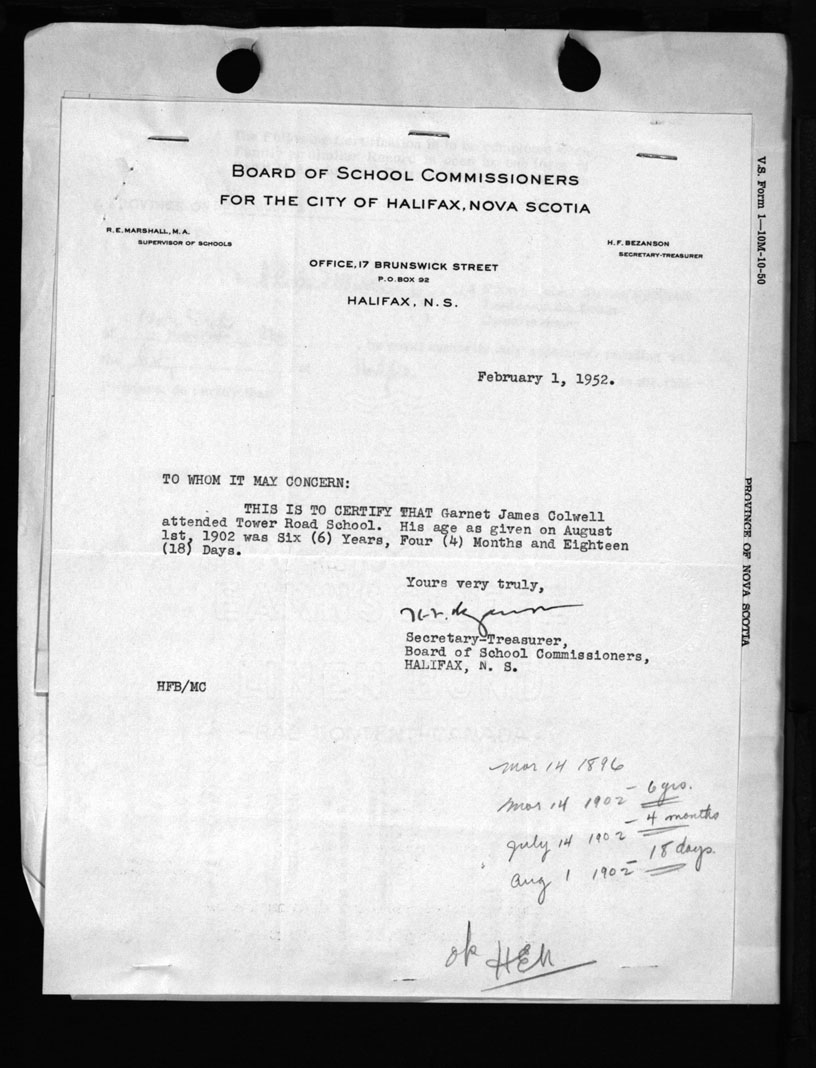 BOARD OF SCHOOL COMMISSIONERS
FOR THE CITY OF HALIFAX, NOVA SCOTIA
R.E. MARSHALL, M.A.
SUPERVISOR OF SCHOOLS
H.F. BEZANSON
SECRETARY-TREASURER
OFFICE, 17 BRUNSWICK STREET
P.O. BOX 92
HALIFAX, N.S.
February 1, 1952.
TO WHOM IT MAY CONCERN:
THIS IS TO CERTIFY THAT Garnet James Colwell
attended Tower Road School. His age as given on August
1st, 1902 was Six (6) Years, Four (4) Months and Eighteen
(18) Days.
Yours very truly,
Secretary-Treasurer,
Board of School Commissioners,
HALIFAX, N. S.
HFB/MC
Mar 14 1896
Mar 14 1902 - 6 yrs.
July 14 1902 - 4 months
Aug 1 1902 - 18 days.
ok
V.S. Form 1—10M-10-50
PROVINCE OF NOVA SCOTIA